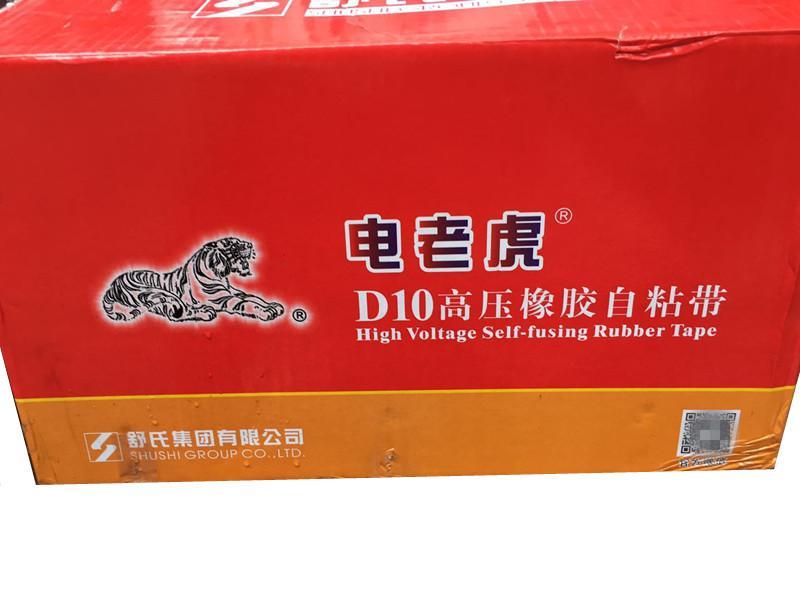 电老虎®
®
D10高压橡胶自粘带
High Voltage Self-fusing Rubber Tape
舒氏集团有限公司
SHUSHI GROUP CO.,LTD.